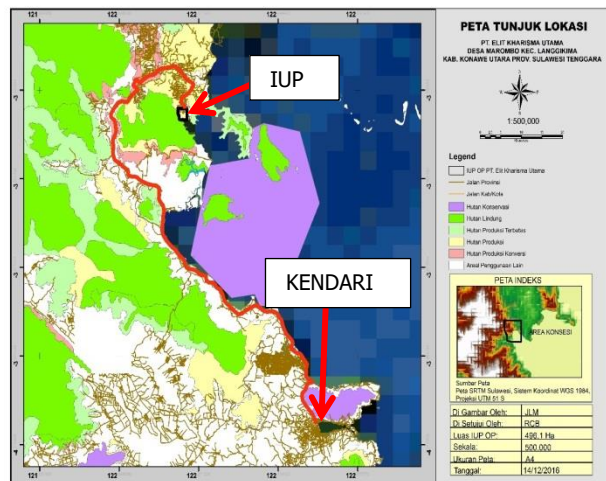 121
122
122
122
122
IUP
KENDARI
121
122
122
122
122
PETA TUNJUK LOKASI
PT. ELIT KHARISMA UTAMA
DESA MAROMBO KEC. LANGGIKIMA
KAB. KONAWE UTARA PROV. SULAWESI TENGGARA
1:500,000
Legend
IUP OP PT. Elit Kharisma Utama
Jalan Provinsi
Jalan Kab/Kota
Hutan Konservasi
Hutan Lindung
Hutan Produksi Terbatas
Hutan Produksi
Hutan Produksi Konversi
Areal Penggunaan Lain
PETA INDEKS
AREA KONSESI
Sumber Peta
Peta SRTM Sulawesi, Sistem Koordinat WGS 1984,
Projeksi UTM 51 S
Di Gambar Oleh: JLM
Di Setujui Oleh: RCB
Luas IUP OP: 496.1 Ha
Sekala: 500.000
Ukuran Peta: A4
Tanggal: 14/12/2016